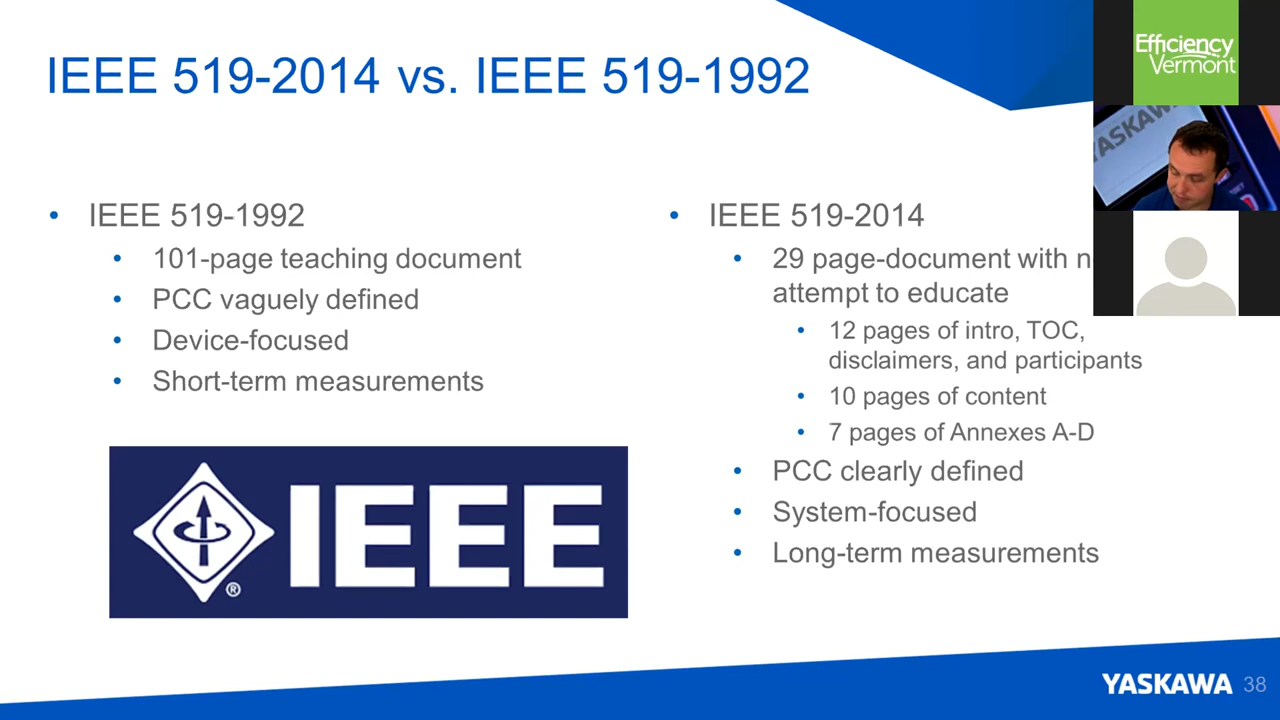 IEEE 519-2014 vs. IEEE 519-1992
Efficiency
Vermont
YASKAWA
• IEEE 519-1992
• 101-page teaching document
• PCC vaguely defined
• Device-focused
• Short-term measurements
IEEE
®
• IEEE 519-2014
• 29 page-document with
attempt to educate
• 12 pages of intro, TOC,
disclaimers, and participants
• 10 pages of content
• 7 pages of Annexes A-D
• PCC clearly defined
• System-focused
• Long-term measurements
YASKAWA 38